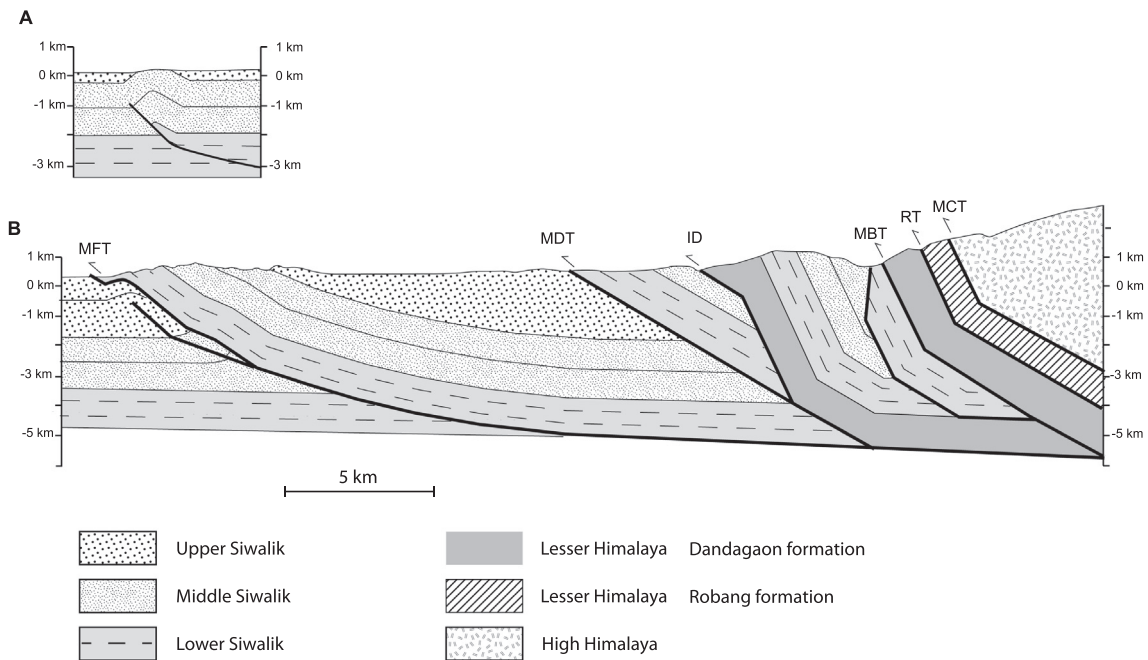 A
1 km 1 km
0 km 0 km
-1 km -1 km
-3 km -3 km
B
MFT MDT ID MBT RT MCT
1 km 1 km
0 km 0 km
-1 km -1 km
-3 km -3 km
-5 km -5 km
5 km
Upper Siwalik Lesser Himalaya Dandagaon formation
Middle Siwalik Lesser Himalaya Robang formation
Lower Siwalik High Himalaya